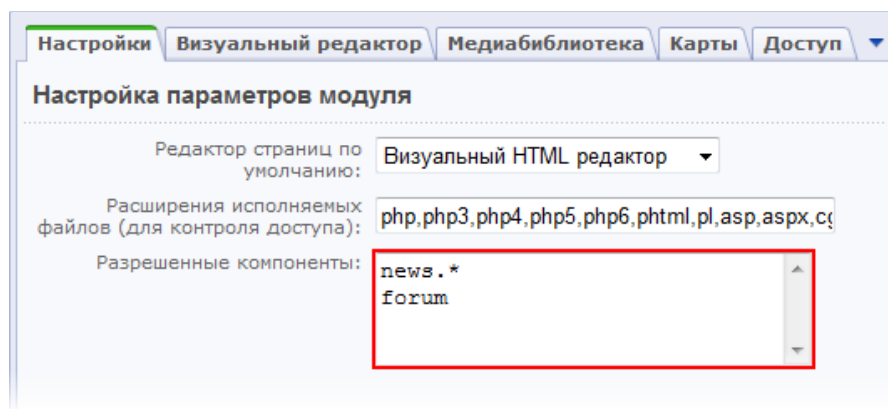 Настройки Визуальный редактор Медиабиблиотека Карты Доступ
Настройка параметров модуля
Редактор страниц по умолчанию: Визуальный HTML редактор
Расширения исполняемых файлов (для контроля доступа): php,php3,php4,php5,php6,phtml,pl,asp,aspx,cg
Разрешенные компоненты:
news.*
forum